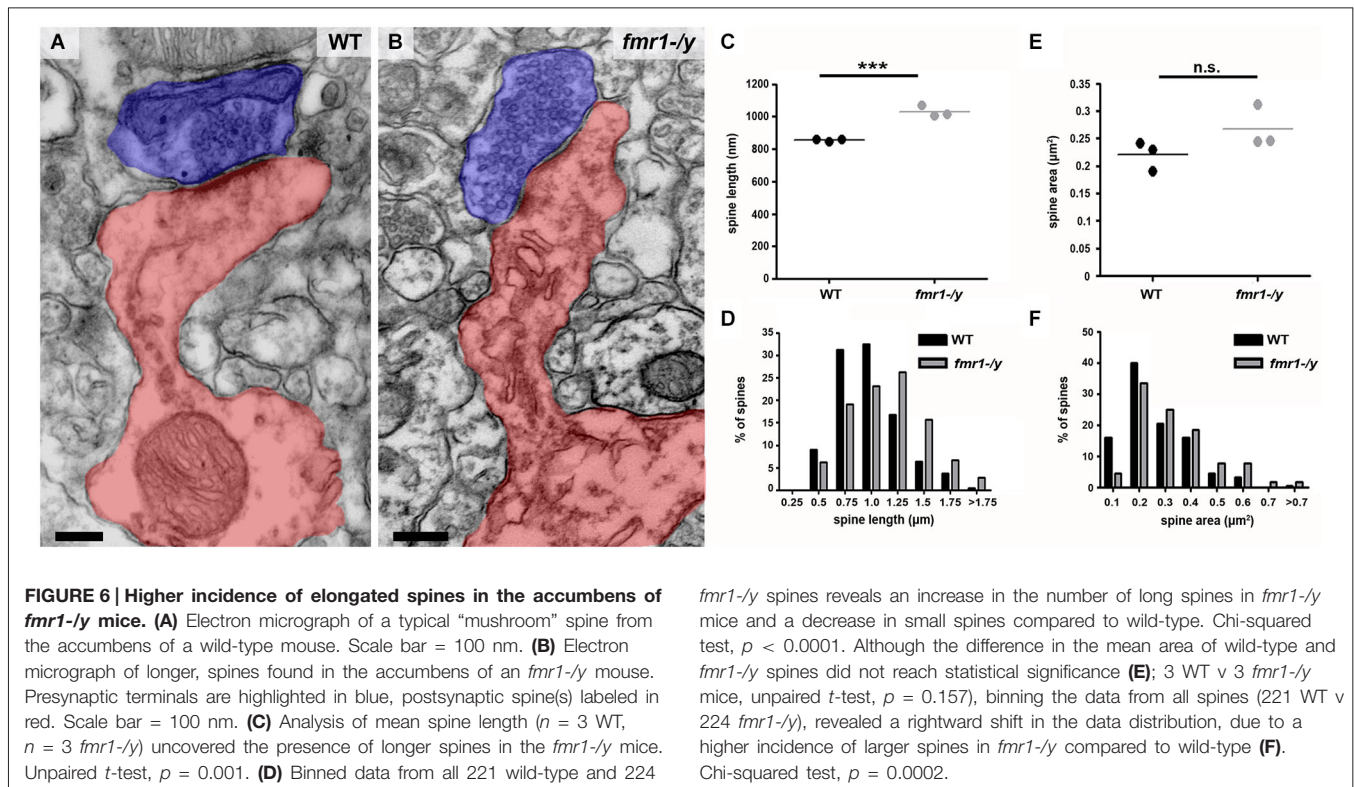 A
WT
B
fmr1-/y
C
***
1200
1000
800
600
400
200
0
spine length (nm)
WT
fmr1-/y
E
n.s.
0.35
0.3
0.25
0.2
0.15
0.1
0.05
0
spine area (µm²)
WT
fmr1-/y
D
35
30
25
20
15
10
5
0
% of spines
WT
fmr1-/y
0.25 0.5 0.75 1.0 1.25 1.5 1.75 >1.75
spine length (µm)
F
50
40
30
20
10
0
% of spines
WT
fmr1-/y
0.1 0.2 0.3 0.4 0.5 0.6 0.7 >0.7
spine area (µm²)
FIGURE 6 | Higher incidence of elongated spines in the accumbens of
fmr1-/y mice. (A) Electron micrograph of a typical “mushroom” spine from
the accumbens of a wild-type mouse. Scale bar = 100 nm. (B) Electron
micrograph of longer, spines found in the accumbens of an fmr1-/y mouse.
Presynaptic terminals are highlighted in blue, postsynaptic spine(s) labeled in
red. Scale bar = 100 nm. (C) Analysis of mean spine length (n = 3 WT,
n = 3 fmr1-/y) uncovered the presence of longer spines in the fmr1-/y mice.
Unpaired t-test, p = 0.001. (D) Binned data from all 221 wild-type and 224
fmr1-/y spines reveals an increase in the number of long spines in fmr1-/y
mice and a decrease in small spines compared to wild-type. Chi-squared
test, p < 0.0001. Although the difference in the mean area of wild-type and
fmr1-/y spines did not reach statistical significance (E); 3 WT v 3 fmr1-/y
mice, unpaired t-test, p = 0.157), binning the data from all spines (221 WT v
224 fmr1-/y), revealed a rightward shift in the data distribution, due to a
higher incidence of larger spines in fmr1-/y compared to wild-type (F).
Chi-squared test, p = 0.0002.